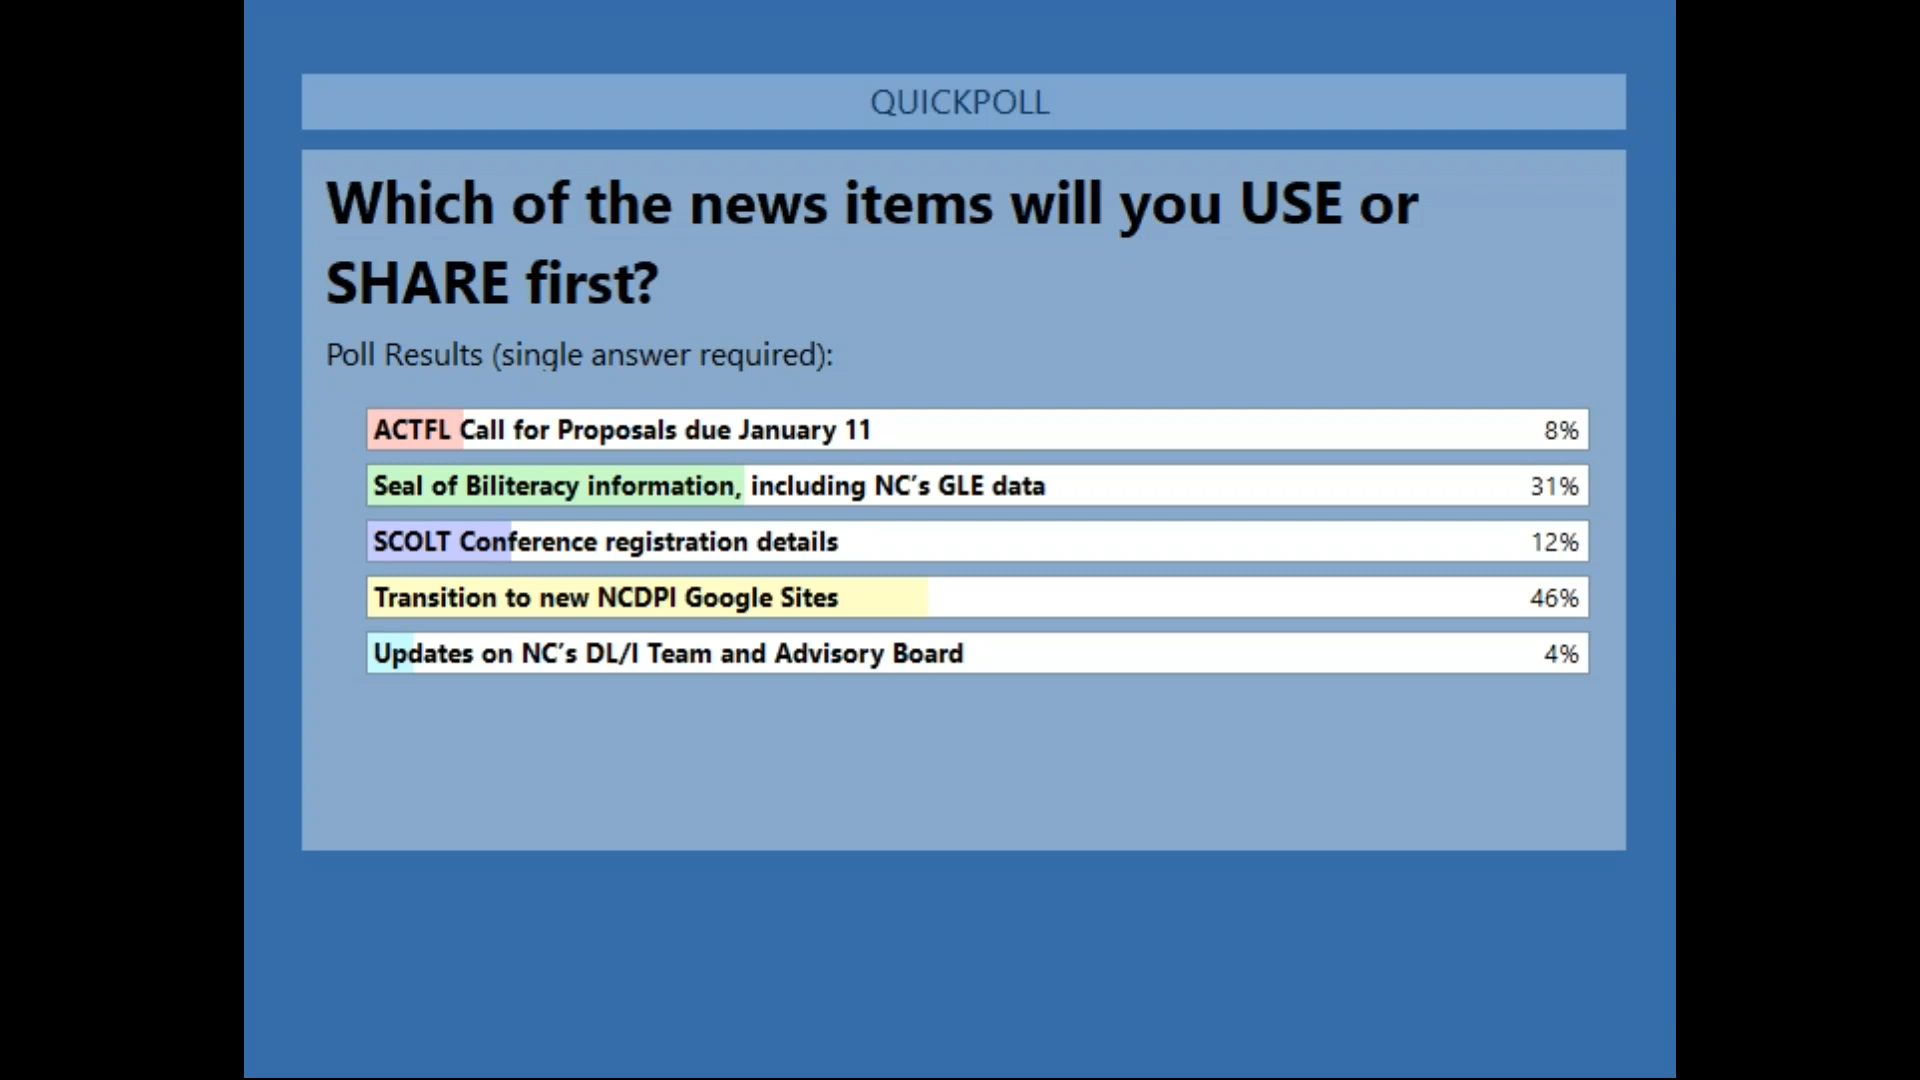 QUICKPOLL
Which of the news items will you USE or
SHARE first?
Poll Results (single answer required):
ACTFL Call for Proposals due January 11 8%
Seal of Biliteracy information, including NC’s GLE data 31%
SCOLT Conference registration details 12%
Transition to new NCDPI Google Sites 46%
Updates on NC’s DL/I Team and Advisory Board 4%